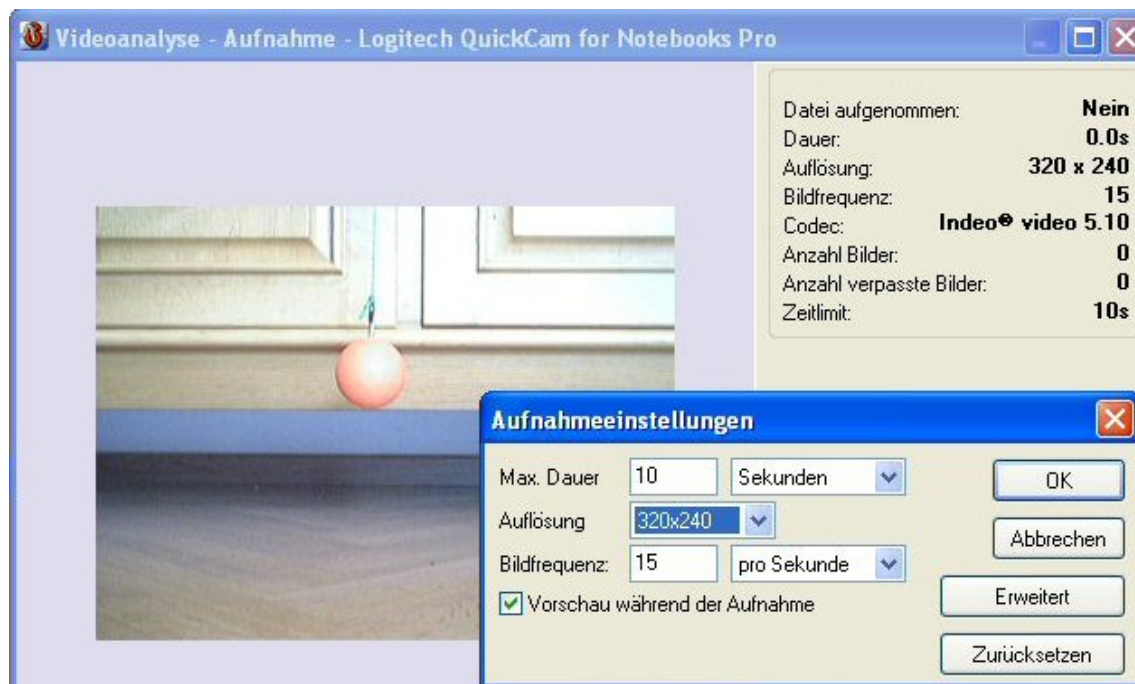 Videoanalyse - Aufnahme - Logitech QuickCam for Notebooks Pro
Datei aufgenommen: Nein
Dauer: 0.0s
Auflösung: 320 x 240
Bildfrequenz: 15
Codec: Indeo® video 5.10
Anzahl Bilder: 0
Anzahl verpasste Bilder: 0
Zeitlimit: 10s
Aufnahmeeinstellungen
Max. Dauer 10 Sekunden
OK
Auflösung 320x240
Abbrechen
Bildfrequenz: 15 pro Sekunde
Vorschau während der Aufnahme
Erweitert
Zurücksetzen